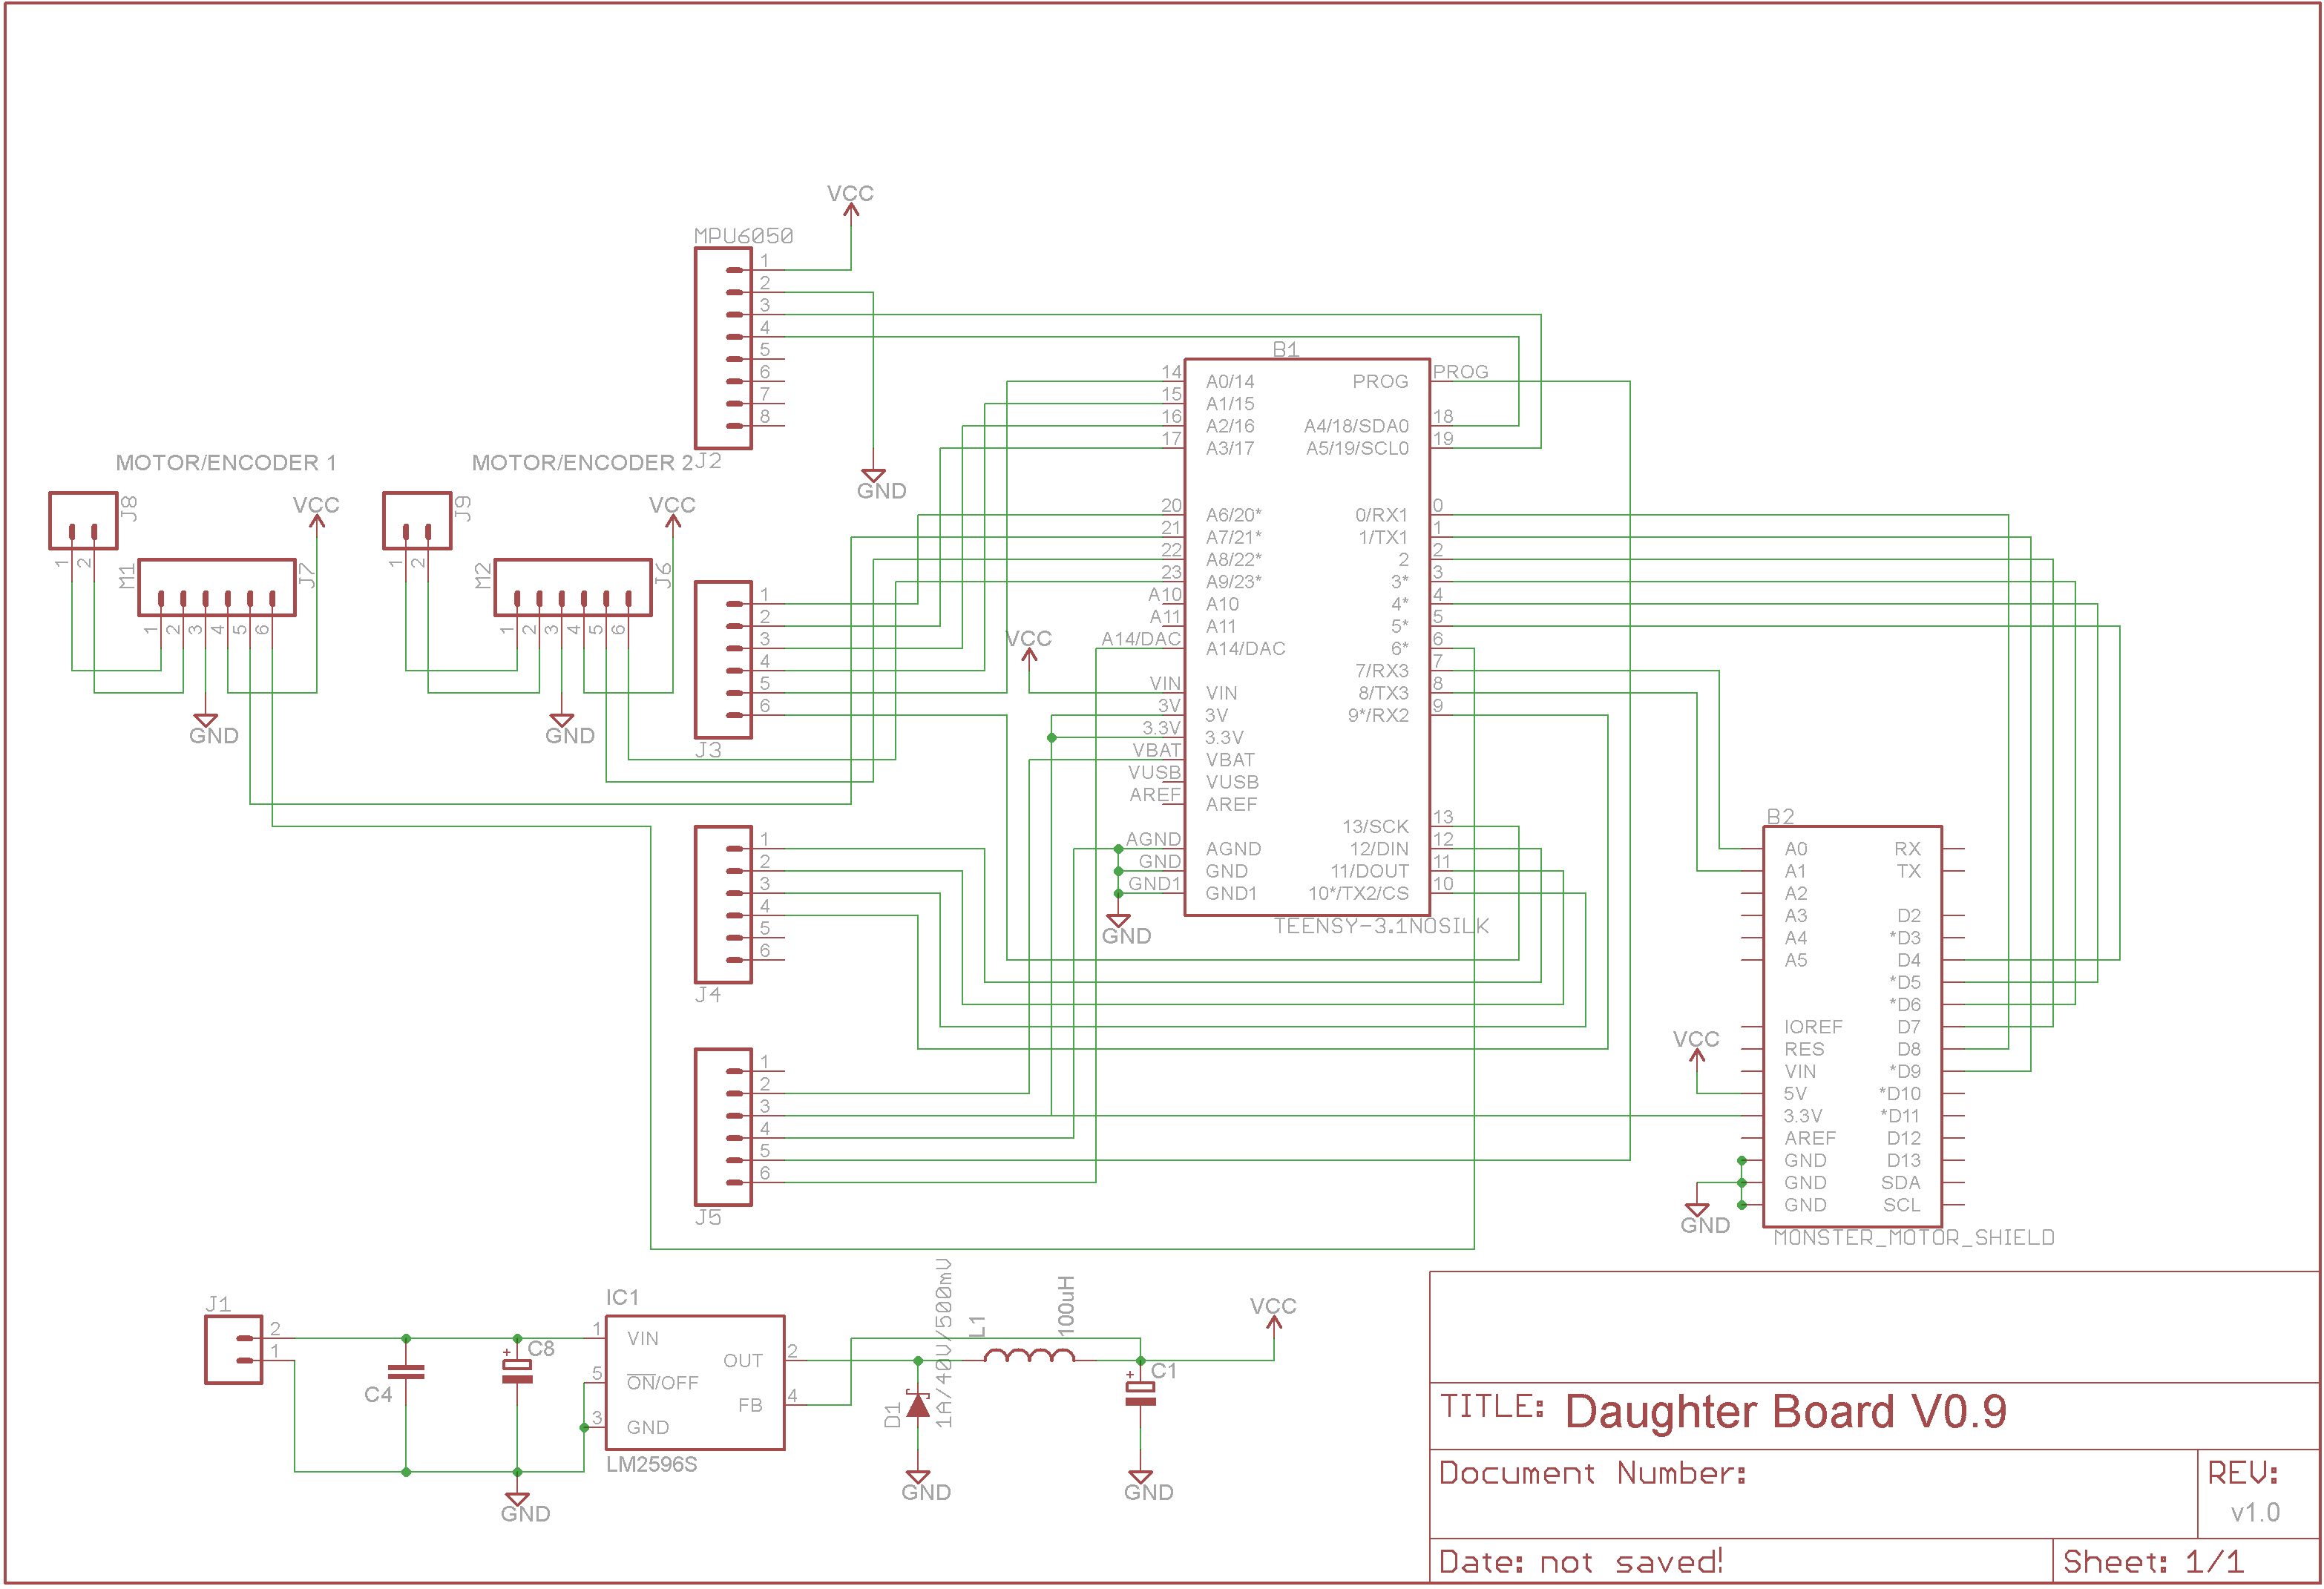 VCC
MPU6050
1
2
3
4
5
6
7
8
J2
GND
MOTOR/ENCODER 1
J8
1
2
VCC
M1
J7
1
2
3
4
5
6
GND
MOTOR/ENCODER 2
J9
1
2
VCC
M2
J6
1
2
3
4
5
6
GND
1
2
3
4
5
6
J3
1
2
3
4
5
6
J4
1
2
3
4
5
6
J5
B1
14 A0/14 PROG PROG
15 A1/15
16 A2/16 A4/18/SDA0 18
17 A3/17 A5/19/SCL0 19
20 A6/20* 0/RX1 0
21 A7/21* 1/TX1 1
22 A8/22* 2 2
23 A9/23* 3* 3
A10 A10 4* 4
A11 A11 5* 5
A14/DAC A14/DAC 6* 6
VCC
7/RX3 7
VIN VIN 8/TX3 8
3V 3V 9*/RX2 9
3.3V 3.3V
VBAT VBAT
VUSB VUSB
AREF AREF
13/SCK 13
AGND AGND 12/DIN 12
GND GND 11/DOUT 11
GND1 GND1 10*/TX2/CS 10
GND
TEENSY-3.1NOSILK
B2
A0 RX
A1 TX
A2
A3 D2
A4 *D3
A5 D4
*D5
*D6
IOREF D7
RES D8
VIN *D9
5V *D10
3.3V *D11
AREF D12
GND D13
GND SDA
GND SCL
VCC
GND
MONSTER_MOTOR_SHIELD
J1
2
1
C4
C8
+
GND
IC1
1 VIN
5 ON/OFF
3 GND
OUT 2
FB 4
LM2596S
D1
1A/40V/500mV
GND
L1
100uH
+
C1
GND
VCC
TITLE: Daughter Board V0.9
Document Number:
REV:
v1.0
Date: not saved!
Sheet: 1/1